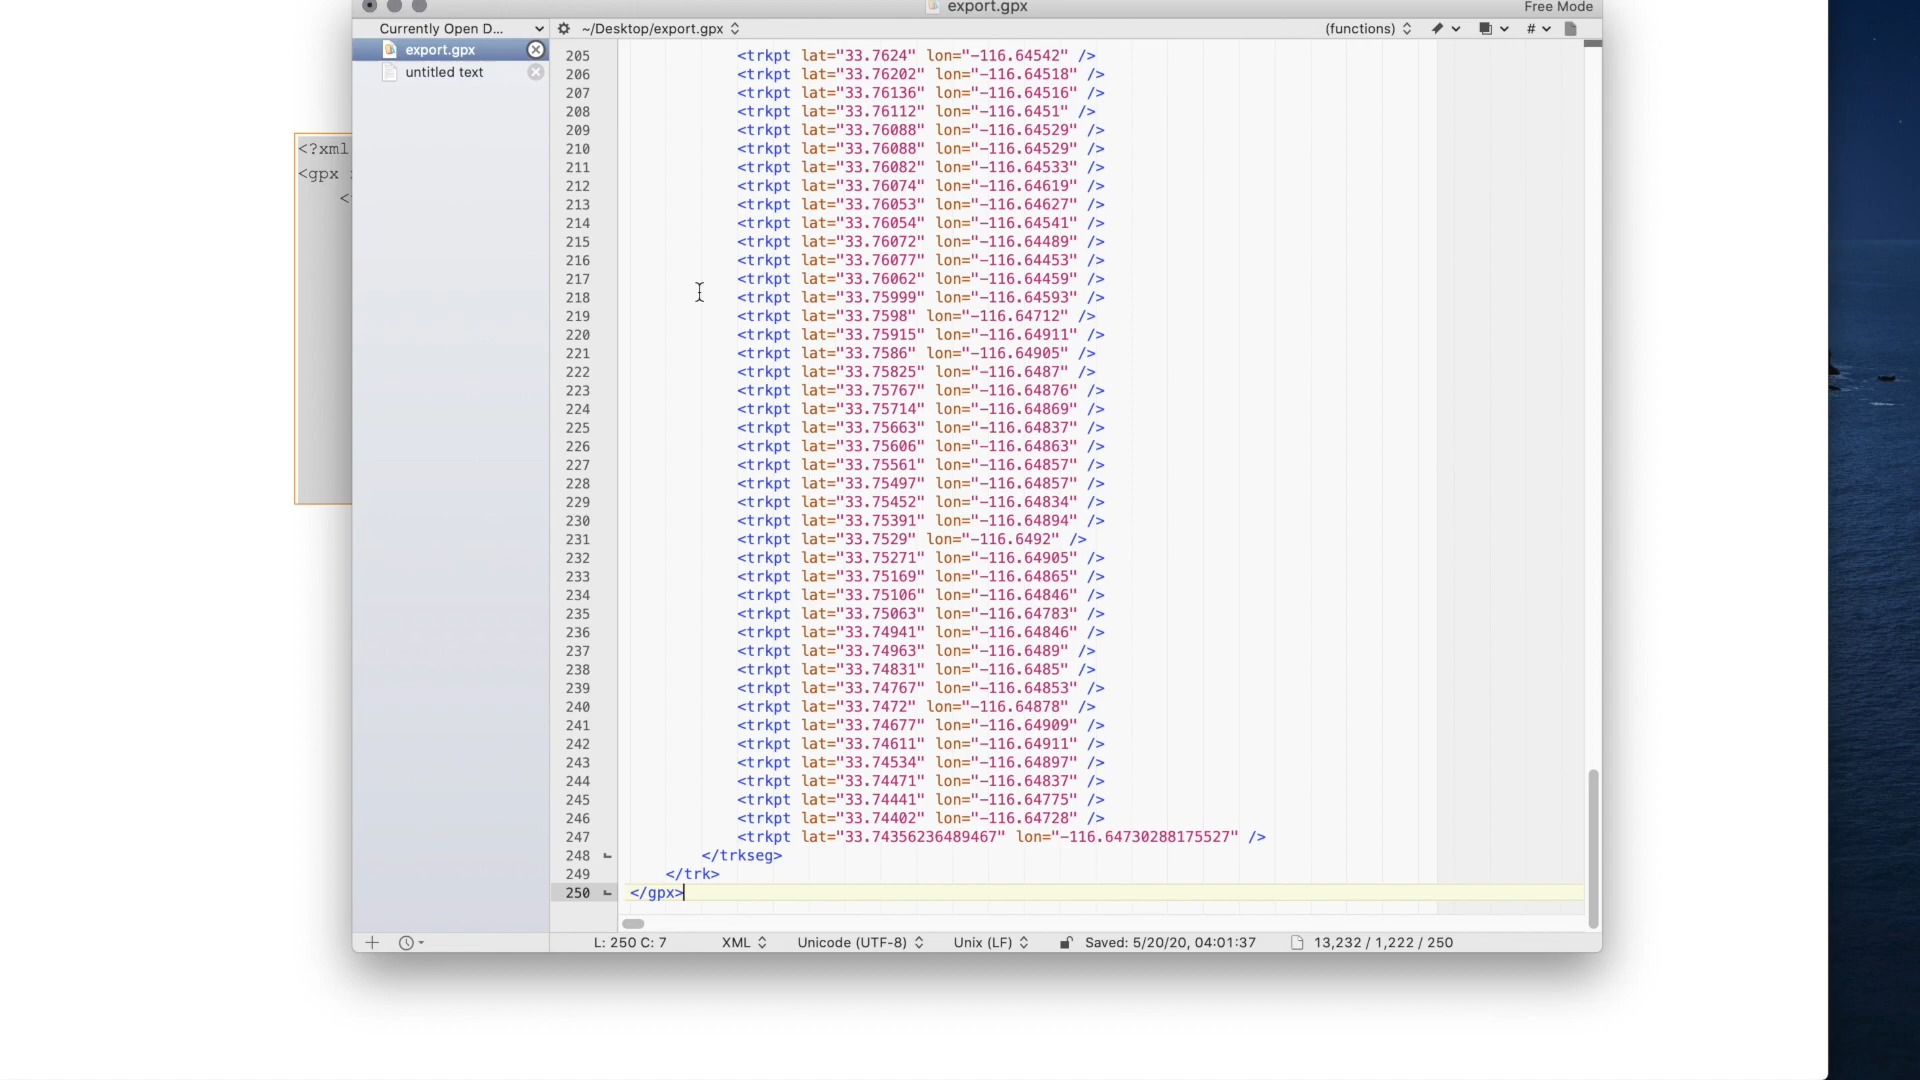 export.gpx
Free Mode
Currently Open D...
~/Desktop/export.gpx
(functions)
#
export.gpx
untitled text
<?xml
<gpx
<
205 <trkpt lat="33.7624" lon="-116.64542" />
206 <trkpt lat="33.76202" lon="-116.64518" />
207 <trkpt lat="33.76136" lon="-116.64516" />
208 <trkpt lat="33.76112" lon="-116.6451" />
209 <trkpt lat="33.76088" lon="-116.64529" />
210 <trkpt lat="33.76088" lon="-116.64529" />
211 <trkpt lat="33.76082" lon="-116.64533" />
212 <trkpt lat="33.76074" lon="-116.64619" />
213 <trkpt lat="33.76053" lon="-116.64627" />
214 <trkpt lat="33.76054" lon="-116.64541" />
215 <trkpt lat="33.76072" lon="-116.64489" />
216 <trkpt lat="33.76077" lon="-116.64453" />
217 <trkpt lat="33.76062" lon="-116.64459" />
218 <trkpt lat="33.75999" lon="-116.64593" />
219 <trkpt lat="33.7598" lon="-116.64712" />
220 <trkpt lat="33.75915" lon="-116.64911" />
221 <trkpt lat="33.7586" lon="-116.64905" />
222 <trkpt lat="33.75825" lon="-116.6487" />
223 <trkpt lat="33.75767" lon="-116.64876" />
224 <trkpt lat="33.75714" lon="-116.64869" />
225 <trkpt lat="33.75663" lon="-116.64837" />
226 <trkpt lat="33.75606" lon="-116.64863" />
227 <trkpt lat="33.75561" lon="-116.64857" />
228 <trkpt lat="33.75497" lon="-116.64857" />
229 <trkpt lat="33.75452" lon="-116.64834" />
230 <trkpt lat="33.75391" lon="-116.64894" />
231 <trkpt lat="33.7529" lon="-116.6492" />
232 <trkpt lat="33.75271" lon="-116.64905" />
233 <trkpt lat="33.75169" lon="-116.64865" />
234 <trkpt lat="33.75106" lon="-116.64846" />
235 <trkpt lat="33.75063" lon="-116.64783" />
236 <trkpt lat="33.74941" lon="-116.64846" />
237 <trkpt lat="33.74963" lon="-116.6489" />
238 <trkpt lat="33.74831" lon="-116.6485" />
239 <trkpt lat="33.74767" lon="-116.64853" />
240 <trkpt lat="33.7472" lon="-116.64878" />
241 <trkpt lat="33.74677" lon="-116.64909" />
242 <trkpt lat="33.74611" lon="-116.64911" />
243 <trkpt lat="33.74534" lon="-116.64897" />
244 <trkpt lat="33.74471" lon="-116.64837" />
245 <trkpt lat="33.74441" lon="-116.64775" />
246 <trkpt lat="33.74402" lon="-116.64728" />
247 <trkpt lat="33.74356236489467" lon="-116.64730288175527" />
248 </trkseg>
249 </trk>
250 </gpx>
L: 250 C: 7 XML Unicode (UTF-8) Unix (LF) Saved: 5/20/20, 04:01:37 13,232 / 1,222 / 250